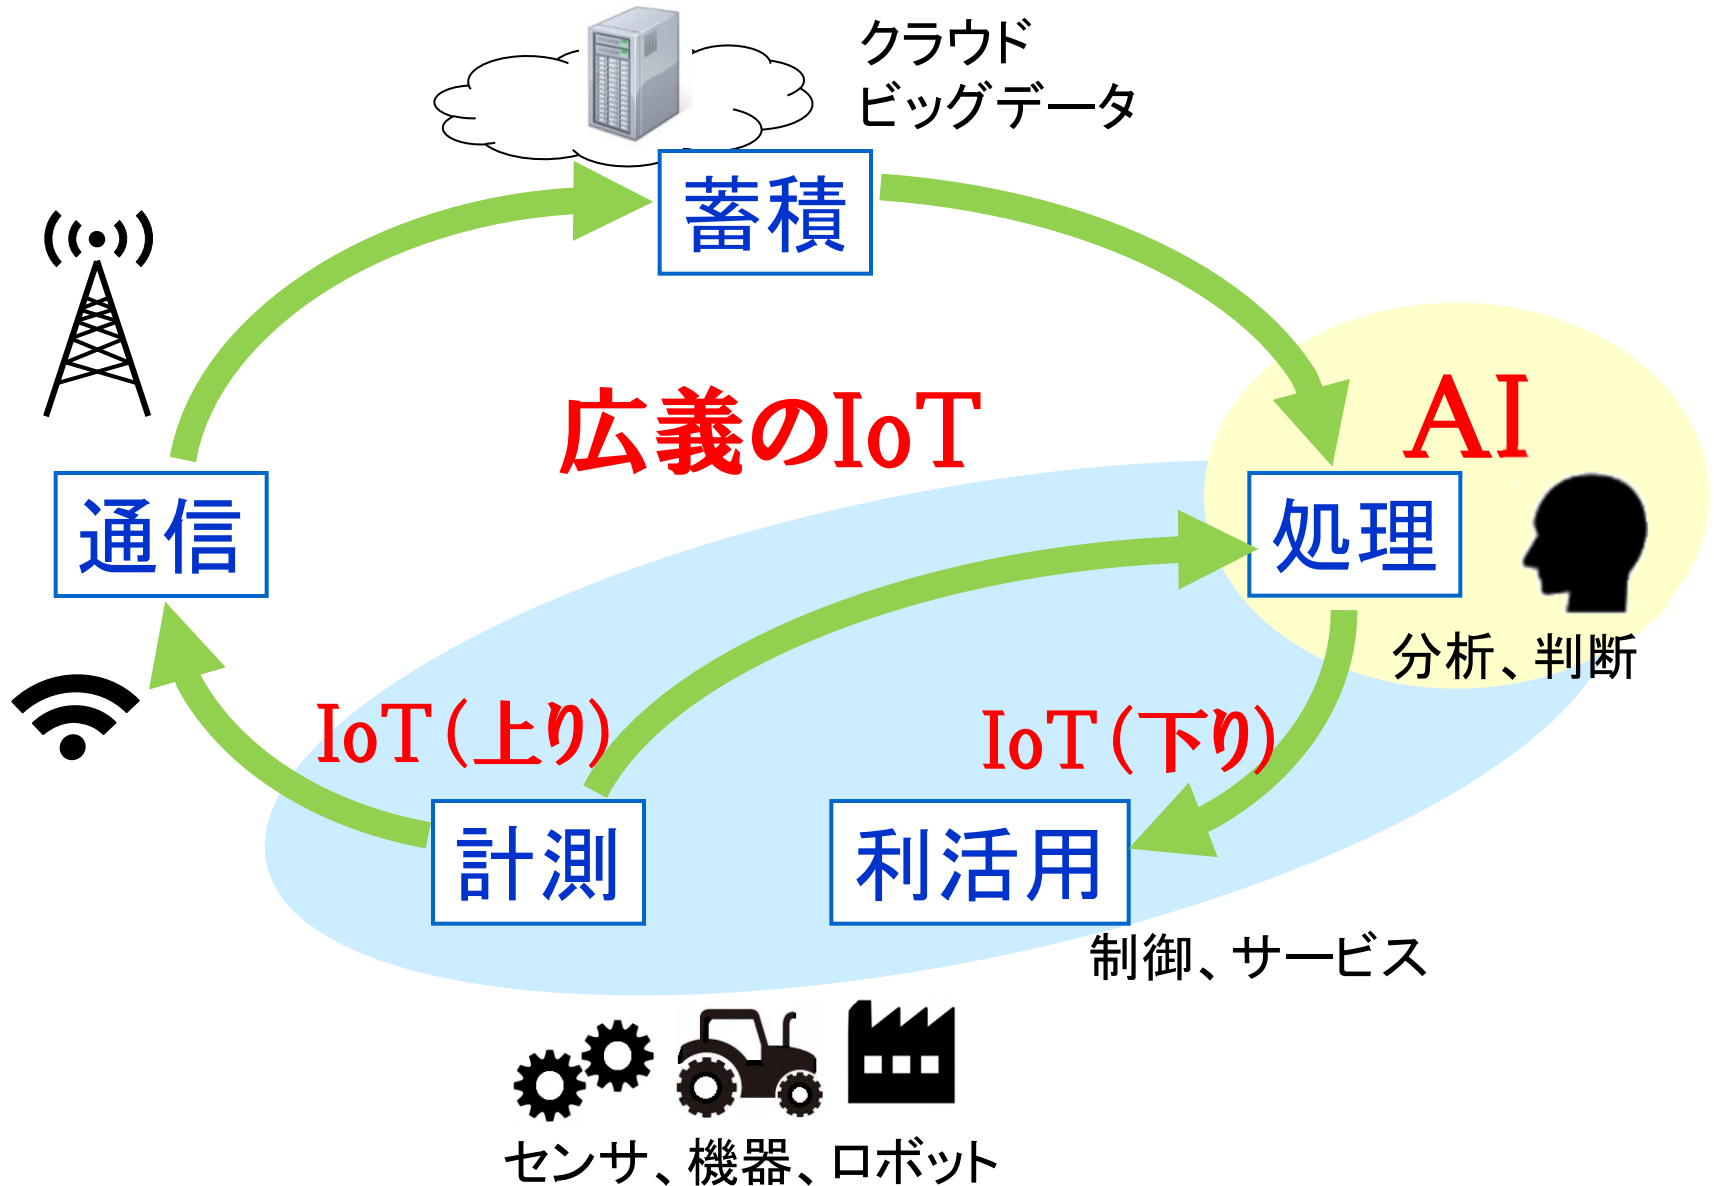 クラウド
ビッグデータ
蓄積
広義のIoT
AI
通信
処理
分析、判断
IoT(上り)
IoT(下り)
計測
利活用
制御、サービス
センサ、機器、ロボット